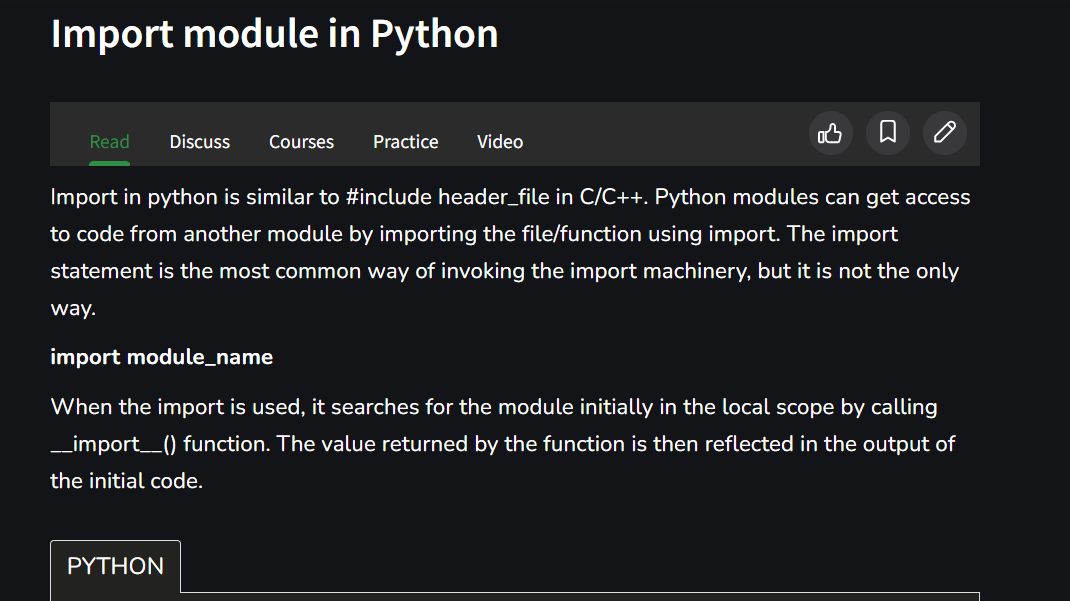 Import module in Python
Read Discuss Courses Practice Video
Import in python is similar to #include header_file in C/C++. Python modules can get access
to code from another module by importing the file/function using import. The import
statement is the most common way of invoking the import machinery, but it is not the only
way.
import module_name
When the import is used, it searches for the module initially in the local scope by calling
__import__() function. The value returned by the function is then reflected in the output of
the initial code.
PYTHON